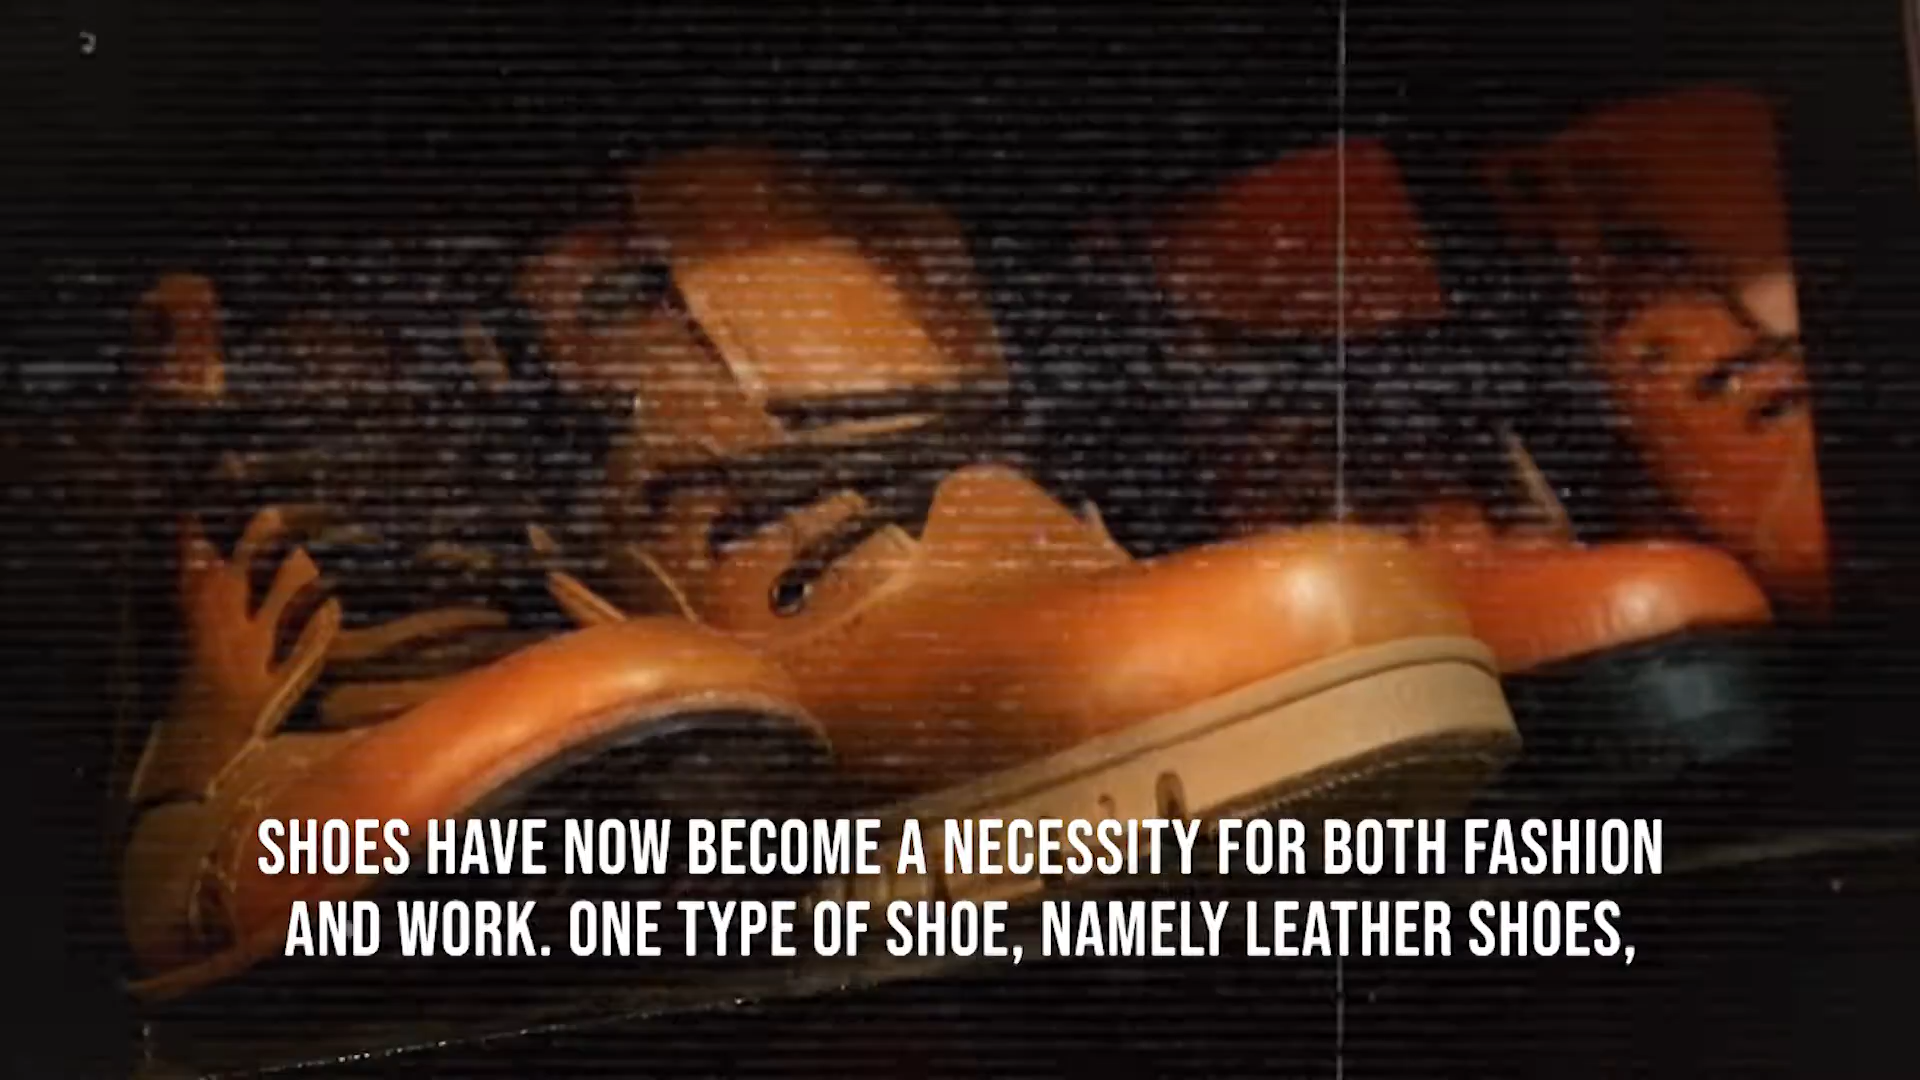 SHOES HAVE NOW BECOME A NECESSITY FOR BOTH FASHION
AND WORK. ONE TYPE OF SHOE, NAMELY LEATHER SHOES,